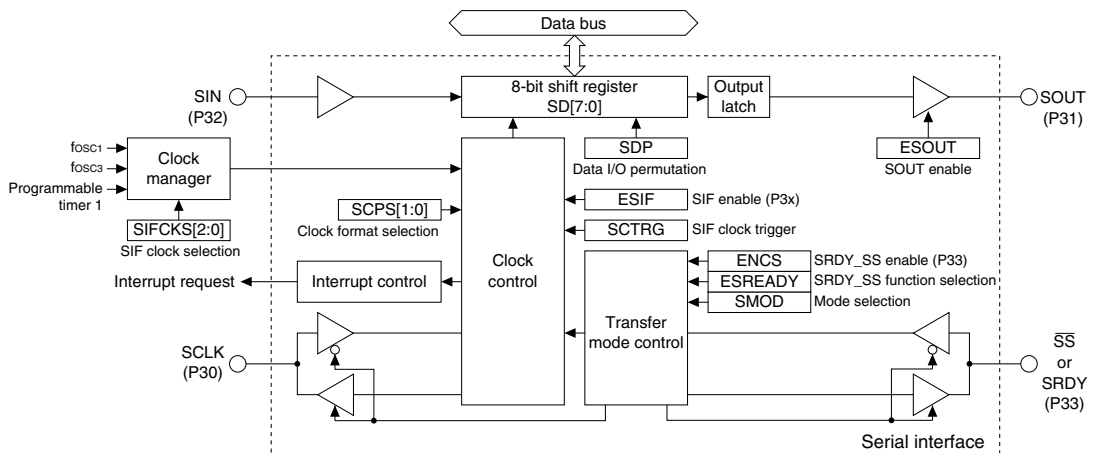 Data bus
SIN
(P32)
8-bit shift register
SD[7:0]
Output
latch
SOUT
(P31)
fOSC1
fOSC3
Programmable
timer 1
Clock
manager
SDP
Data I/O permutation
ESOUT
SOUT enable
SIFCKS[2:0]
SIF clock selection
SCPS[1:0]
Clock format selection
ESIF
SIF enable (P3x)
SCTRG
SIF clock trigger
Clock
control
Interrupt request
Interrupt control
ENCS
SRDY_SS enable (P33)
ESREADY
SRDY_SS function selection
SMOD
Mode selection
Transfer
mode control
SCLK
(P30)
SS
or
SRDY
(P33)
Serial interface